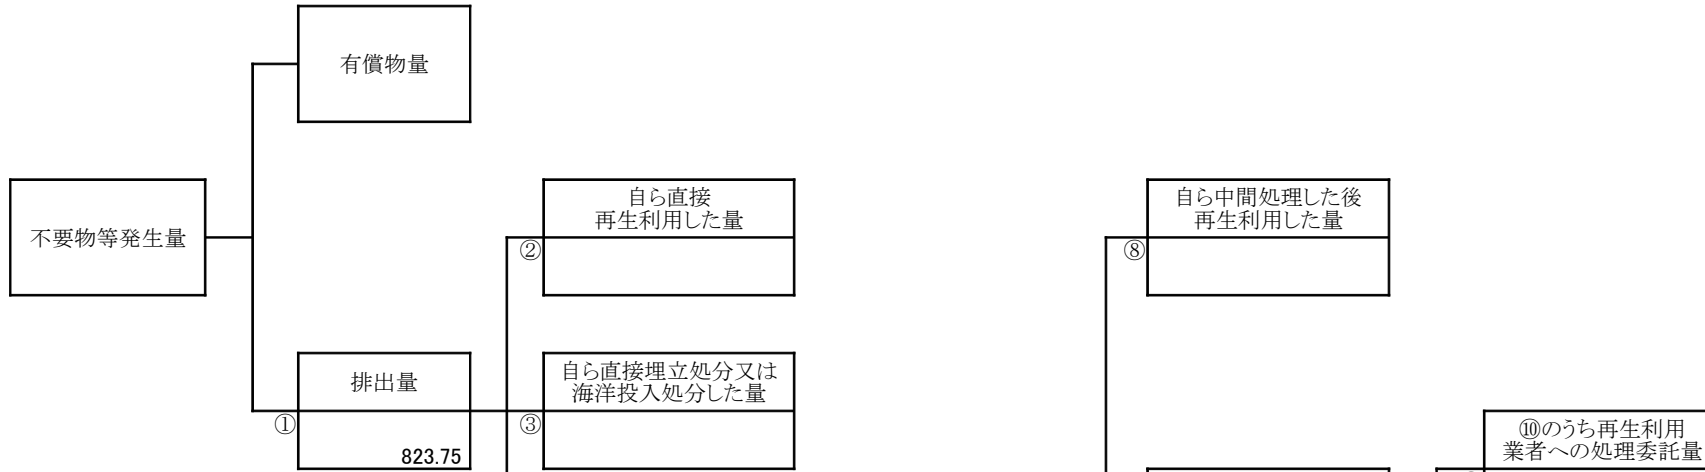 有償物量
不要物等発生量
自ら直接
再生利用した量
②
自ら中間処理した後
再生利用した量
⑧
排出量
①
823.75
自ら直接埋立処分又は
海洋投入処分した量
③
⑩のうち再生利用
業者への処理委託量